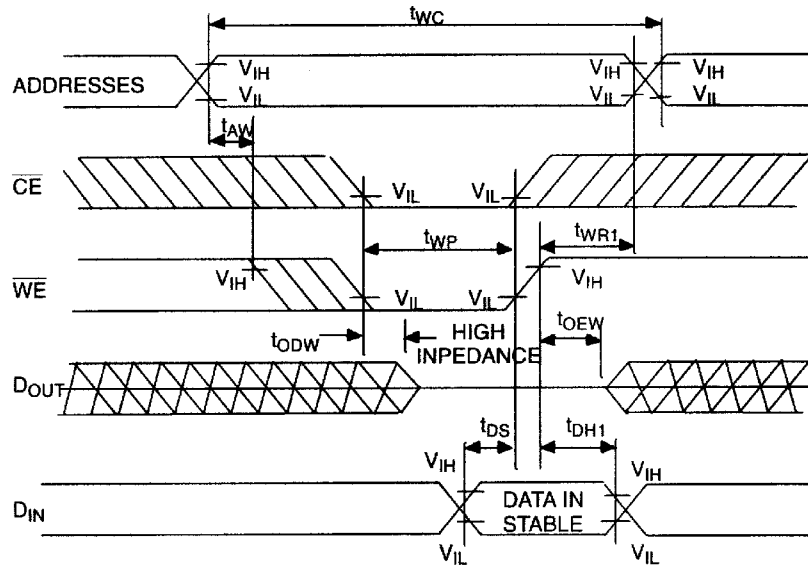 tWC
ADDRESSES
VIH
VIL
VIH
VIL
VIH
VIL
tAW
CE
VIL
VIL
tWP
tWR1
WE
VIH
VIL
VIL
VIH
tODW
HIGH
INPEDANCE
tOEW
DOUT
tDS
tDH1
VIH
VIH
DIN
DATA IN
STABLE
VIL
VIL